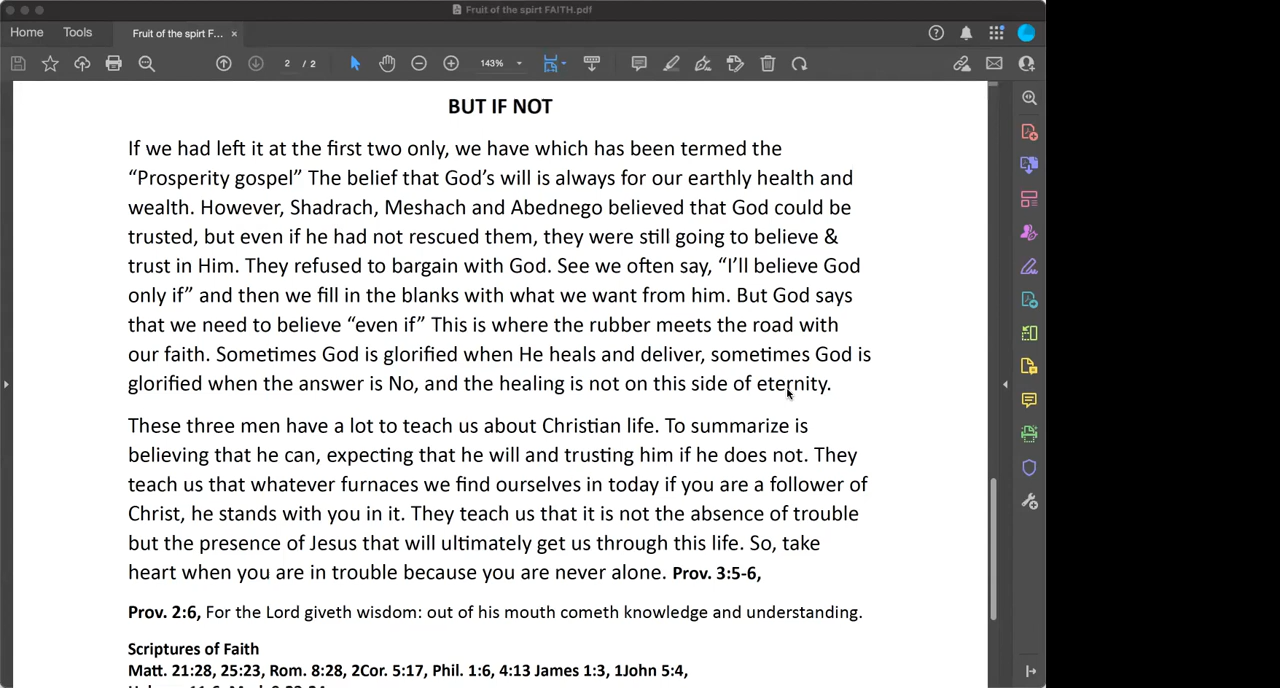 Fruit of the spirt FAITH.pdf
Home
Tools
Fruit of the spirt F...
2 / 2
143%
BUT IF NOT
If we had left it at the first two only, we have which has been termed the
“Prosperity gospel” The belief that God’s will is always for our earthly health and
wealth. However, Shadrach, Meshach and Abednego believed that God could be
trusted, but even if he had not rescued them, they were still going to believe &
trust in Him. They refused to bargain with God. See we often say, “I’ll believe God
only if” and then we fill in the blanks with what we want from him. But God says
that we need to believe “even if” This is where the rubber meets the road with
our faith. Sometimes God is glorified when He heals and deliver, sometimes God is
glorified when the answer is No, and the healing is not on this side of eternity.
These three men have a lot to teach us about Christian life. To summarize is
believing that he can, expecting that he will and trusting him if he does not. They
teach us that whatever furnaces we find ourselves in today if you are a follower of
Christ, he stands with you in it. They teach us that it is not the absence of trouble
but the presence of Jesus that will ultimately get us through this life. So, take
heart when you are in trouble because you are never alone. Prov. 3:5-6,
Prov. 2:6, For the Lord giveth wisdom: out of his mouth cometh knowledge and understanding.
Scriptures of Faith
Matt. 21:28, 25:23, Rom. 8:28, 2Cor. 5:17, Phil. 1:6, 4:13 James 1:3, 1John 5:4,